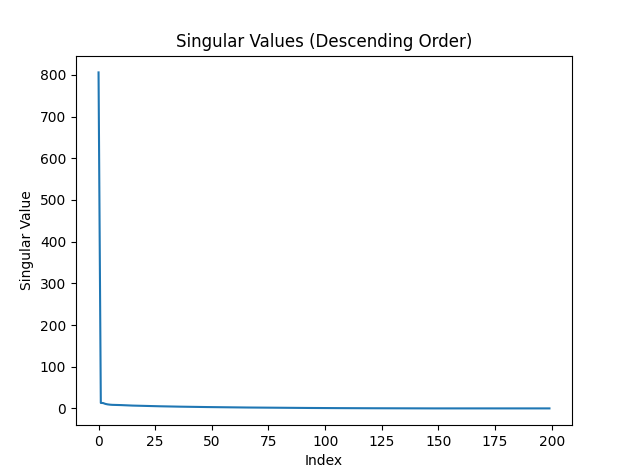 Singular Values (Descending Order)
800
700
600
500
400
300
200
100
0
Singular Value
0 25 50 75 100 125 150 175 200
Index